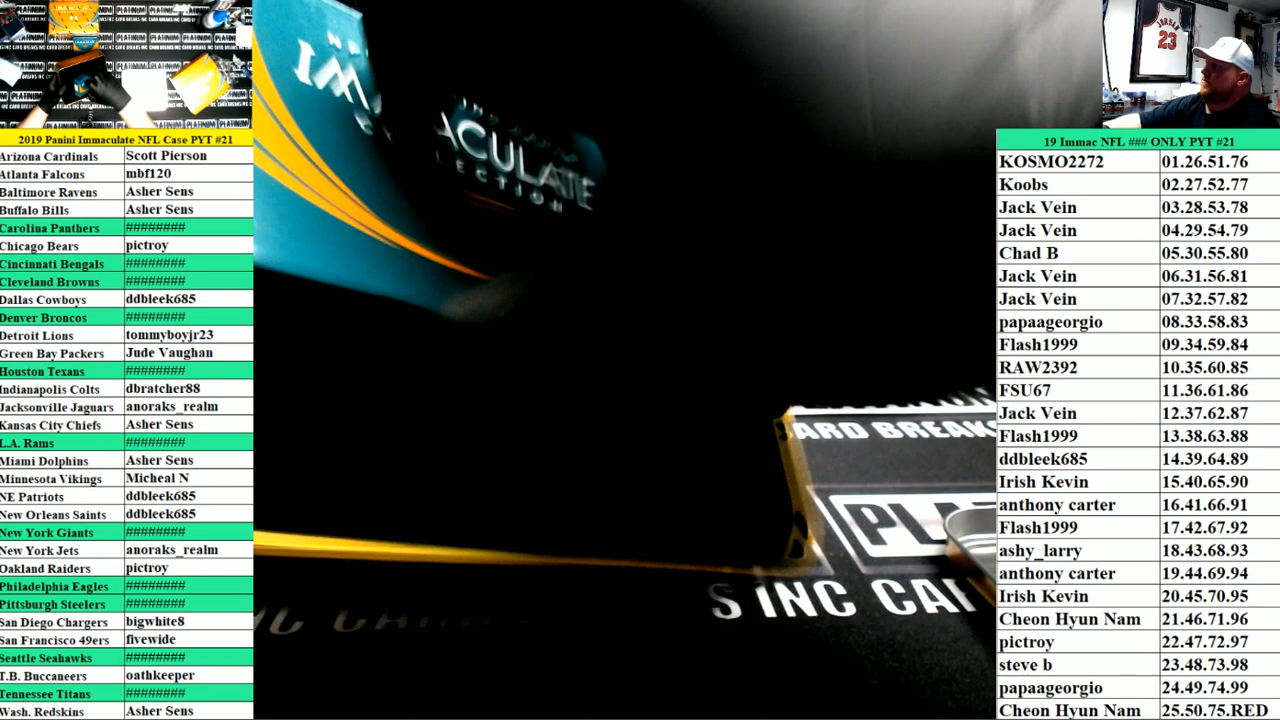 2019 Panini Immaculate NFL Case PYT #21
Arizona Cardinals Scott Pierson
Atlanta Falcons mbf120
Baltimore Ravens Asher Sens
Buffalo Bills Asher Sens
Carolina Panthers ########
Chicago Bears pictroy
Cincinnati Bengals ########
Cleveland Browns ########
Dallas Cowboys ddbleek685
Denver Broncos ########
Detroit Lions tommyboyjr23
Green Bay Packers Jude Vaughan
Houston Texans ########
Indianapolis Colts dbratcher88
Jacksonville Jaguars anoraks_realm
Kansas City Chiefs Asher Sens
L.A. Rams ########
Miami Dolphins Asher Sens
Minnesota Vikings Micheal N
NE Patriots ddbleek685
New Orleans Saints ddbleek685
New York Giants ########
New York Jets anoraks_realm
Oakland Raiders pictroy
Philadelphia Eagles ########
Pittsburgh Steelers ########
San Diego Chargers bigwhite8
San Francisco 49ers fivewide
Seattle Seahawks ########
T.B. Buccaneers oathkeeper
Tennessee Titans ########
Wash. Redskins Asher Sens
ACULATE
ECTION
ARD BREAKS
PLA
S INC CAR
JORDAN
23
19 Immac NFL ### ONLY PYT #21
KOSMO2272 01.26.51.76
Koobs 02.27.52.77
Jack Vein 03.28.53.78
Jack Vein 04.29.54.79
Chad B 05.30.55.80
Jack Vein 06.31.56.81
Jack Vein 07.32.57.82
papaageorgio 08.33.58.83
Flash1999 09.34.59.84
RAW2392 10.35.60.85
FSU67 11.36.61.86
Jack Vein 12.37.62.87
Flash1999 13.38.63.88
ddbleek685 14.39.64.89
Irish Kevin 15.40.65.90
anthony carter 16.41.66.91
Flash1999 17.42.67.92
ashy_larry 18.43.68.93
anthony carter 19.44.69.94
Irish Kevin 20.45.70.95
Cheon Hyun Nam 21.46.71.96
pictroy 22.47.72.97
steve b 23.48.73.98
papaageorgio 24.49.74.99
Cheon Hyun Nam 25.50.75.RED